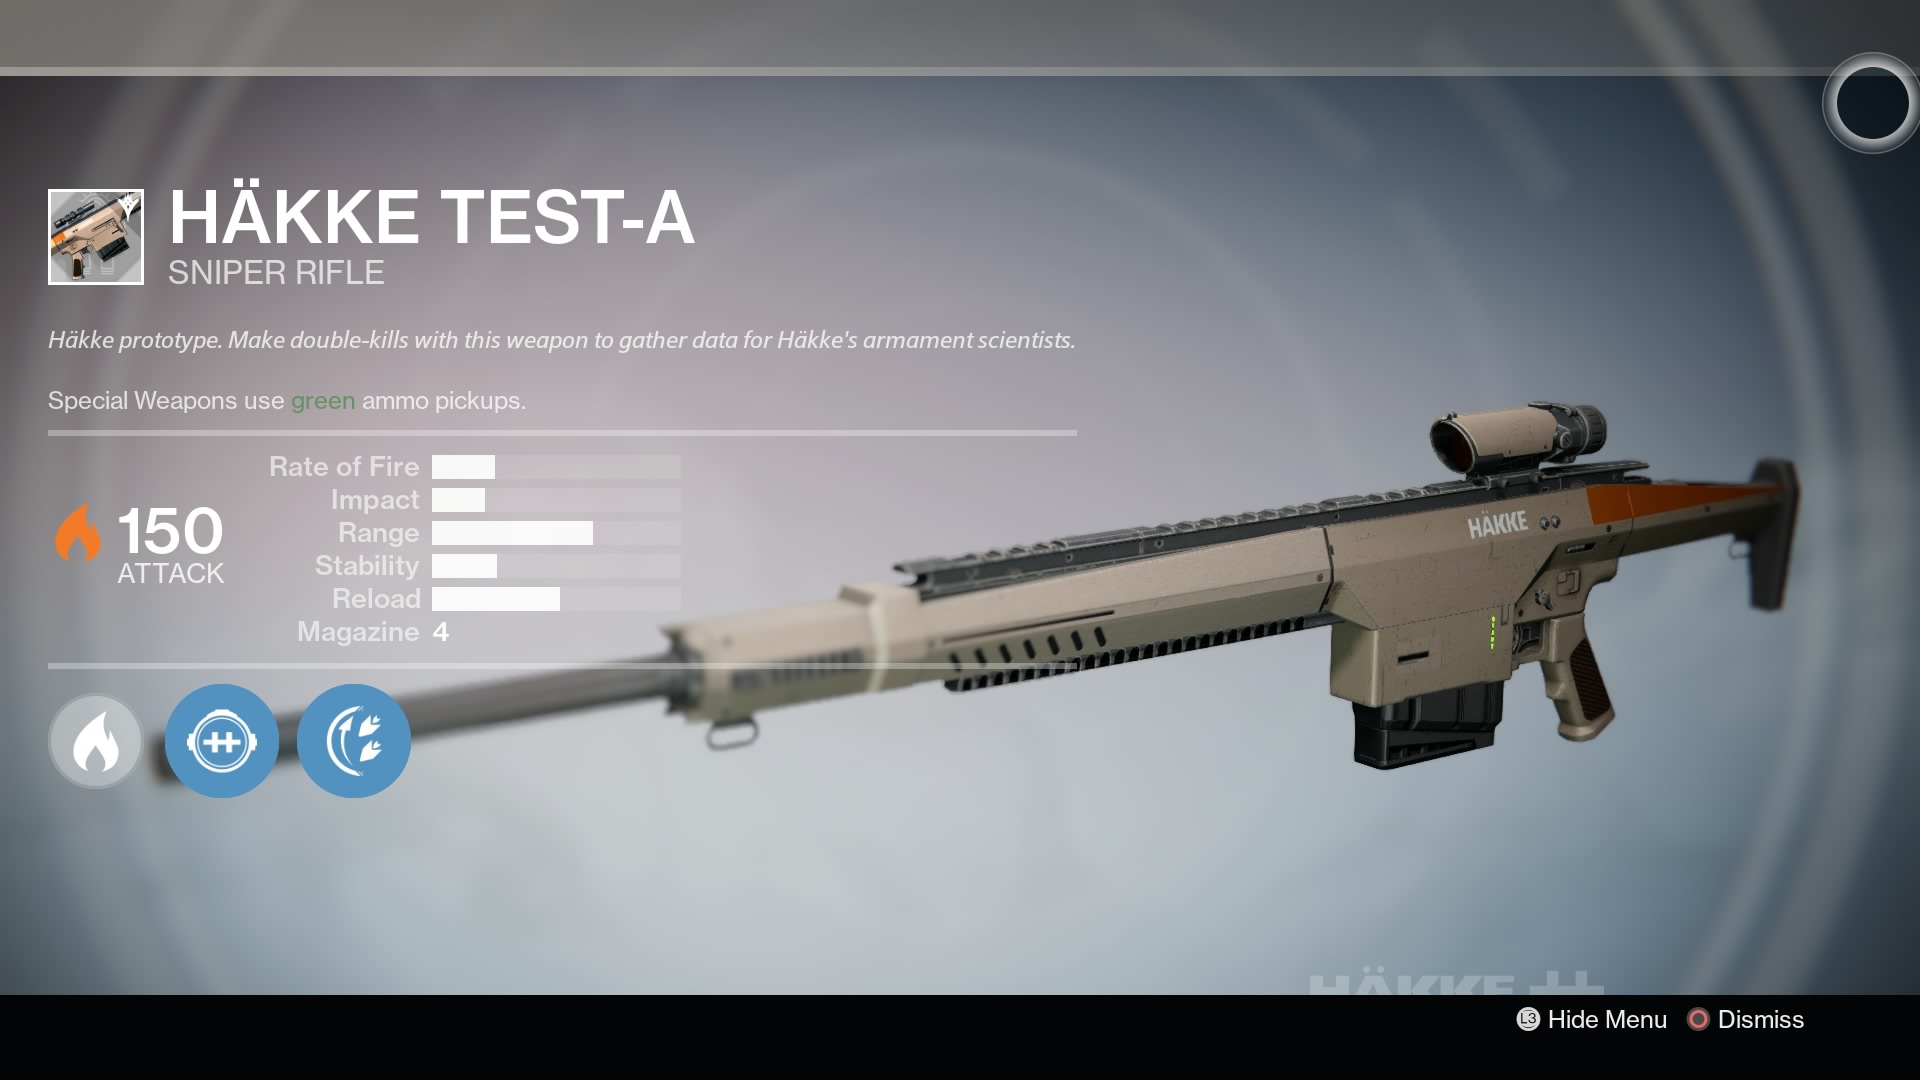 HÄKKE TEST-A
SNIPER RIFLE
Häkke prototype. Make double-kills with this weapon to gather data for Häkke's armament scientists.
Special Weapons use green ammo pickups.
150
ATTACK
Rate of Fire
Impact
Range
Stability
Reload
Magazine 4
HÄKKE
HÄKKE
L3 Hide Menu Dismiss